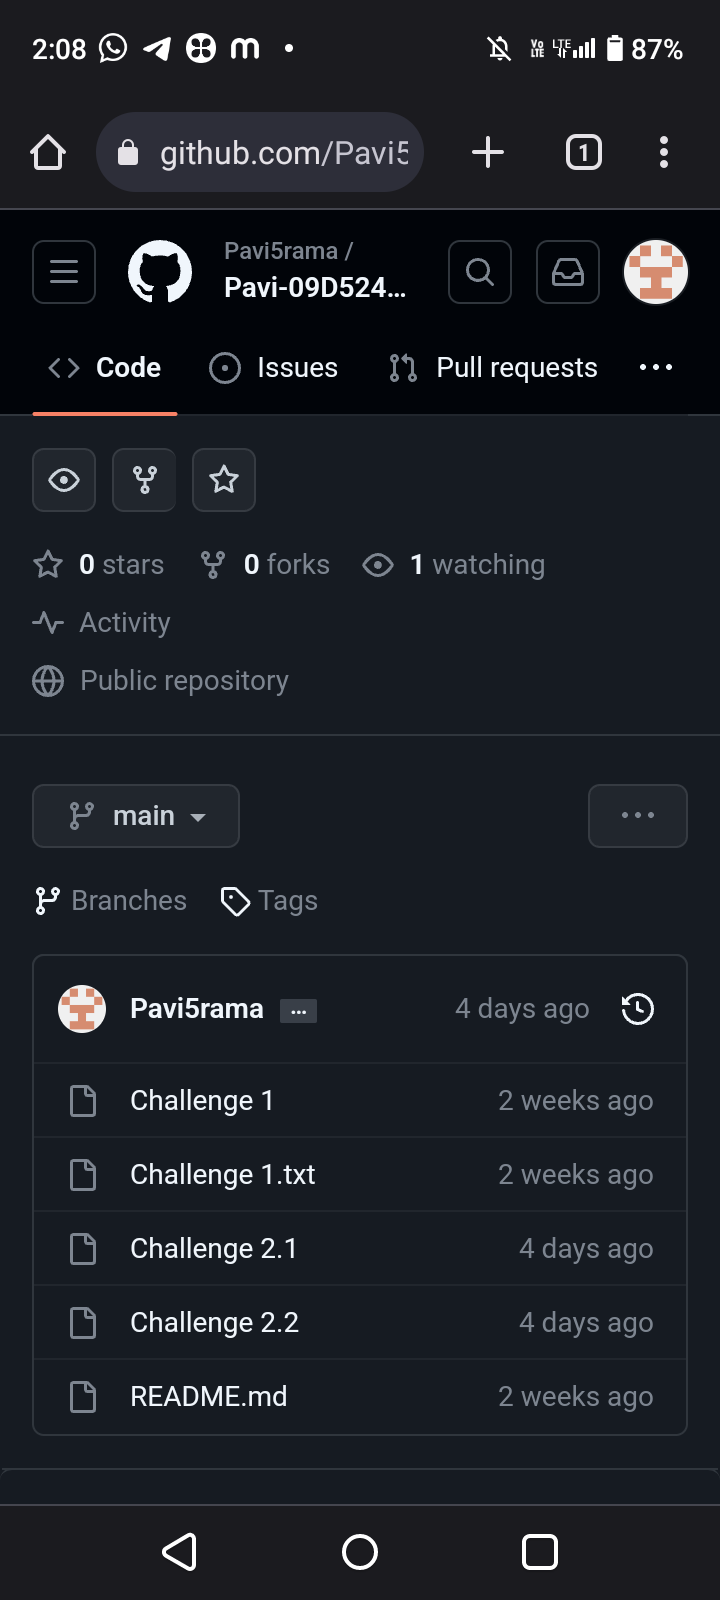 2:08 m VoLTE LTE 87%
github.com/Pavi5
1
Pavi5rama /
Pavi-09D524...
Code Issues Pull requests
0 stars 0 forks 1 watching
Activity
Public repository
main
Branches Tags
Pavi5rama ... 4 days ago
Challenge 1 2 weeks ago
Challenge 1.txt 2 weeks ago
Challenge 2.1 4 days ago
Challenge 2.2 4 days ago
README.md 2 weeks ago